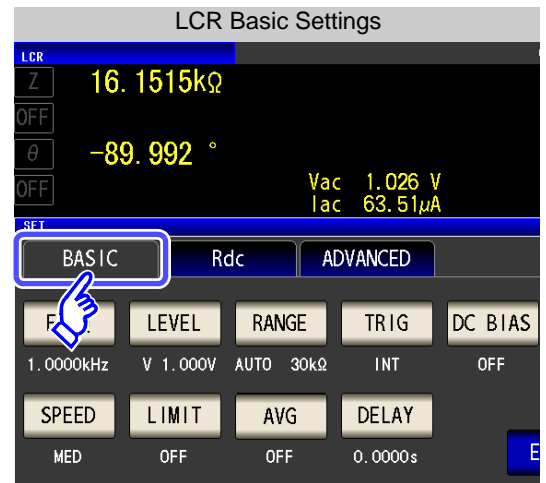 LCR Basic Settings
LCR
Z 16.1515kΩ
OFF
θ -89.992 °
OFF
Vac 1.026 V
Iac 63.51μA
SET
BASIC Rdc ADVANCED
LEVEL RANGE TRIG DC BIAS
1.0000kHz V 1.000V AUTO 30kΩ INT OFF
SPEED LIMIT AVG DELAY
MED OFF OFF 0.0000s